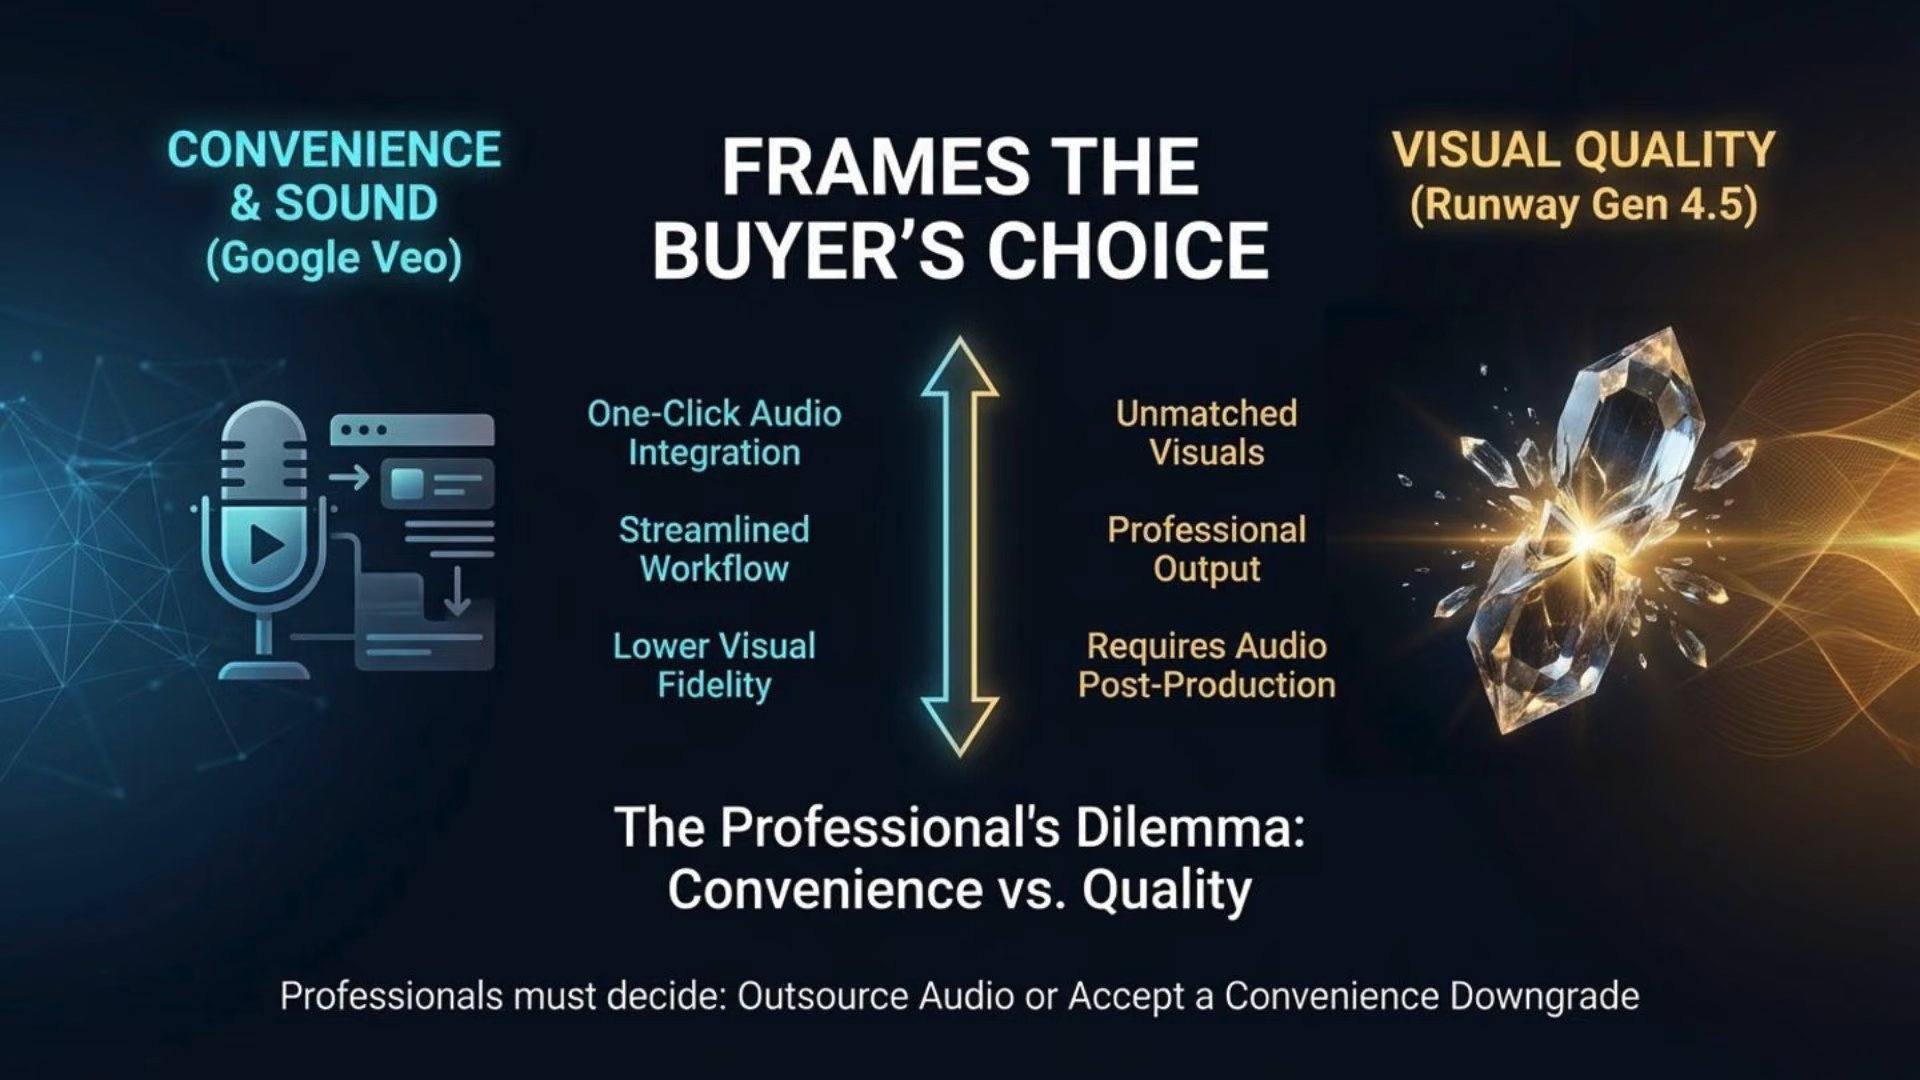 CONVENIENCE
& SOUND
(Google Veo)
FRAMES THE
BUYER’S CHOICE
VISUAL QUALITY
(Runway Gen 4.5)
One-Click Audio
Integration
Streamlined
Workflow
Lower Visual
Fidelity
Unmatched
Visuals
Professional
Output
Requires Audio
Post-Production
The Professional's Dilemma:
Convenience vs. Quality
Professionals must decide: Outsource Audio or Accept a Convenience Downgrade